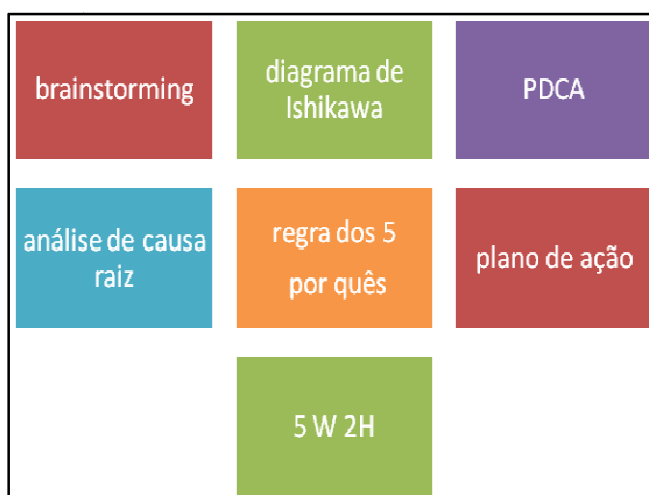 brainstorming
diagrama de
Ishikawa
PDCA
análise de causa
raiz
regra dos 5
por quês
plano de ação
5 W 2H